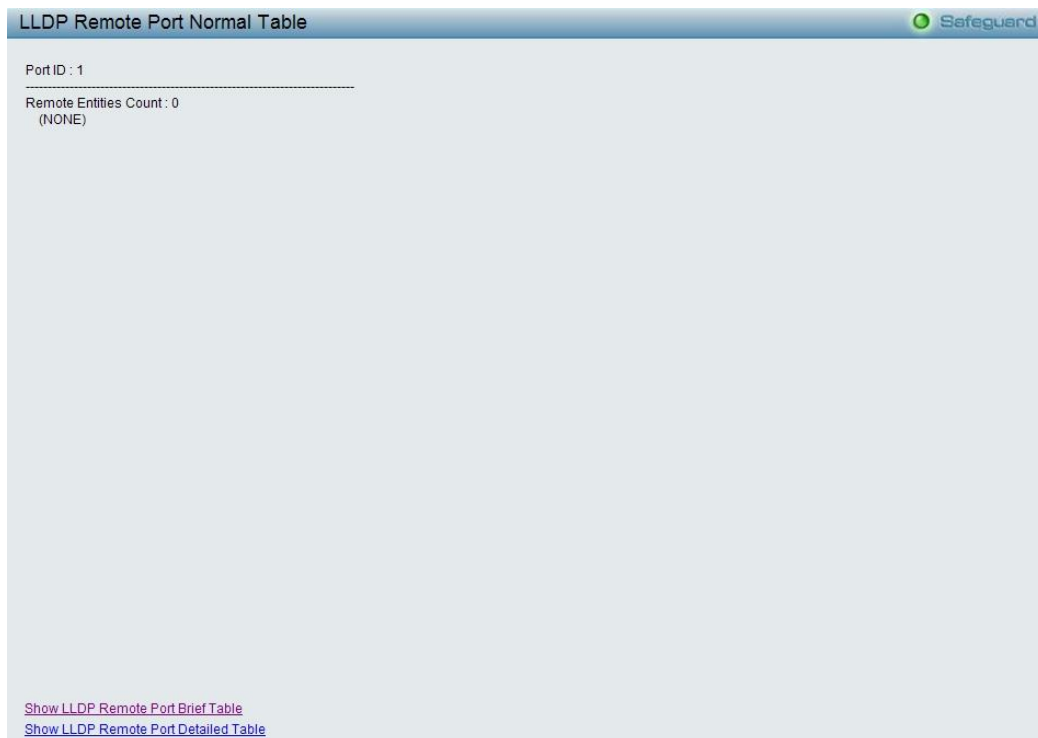 LLDP Remote Port Normal Table
Safeguard
Port ID : 1
--------------------------------------------------------------------------------
Remote Entities Count : 0
(NONE)
Show LLDP Remote Port Brief Table
Show LLDP Remote Port Detailed Table